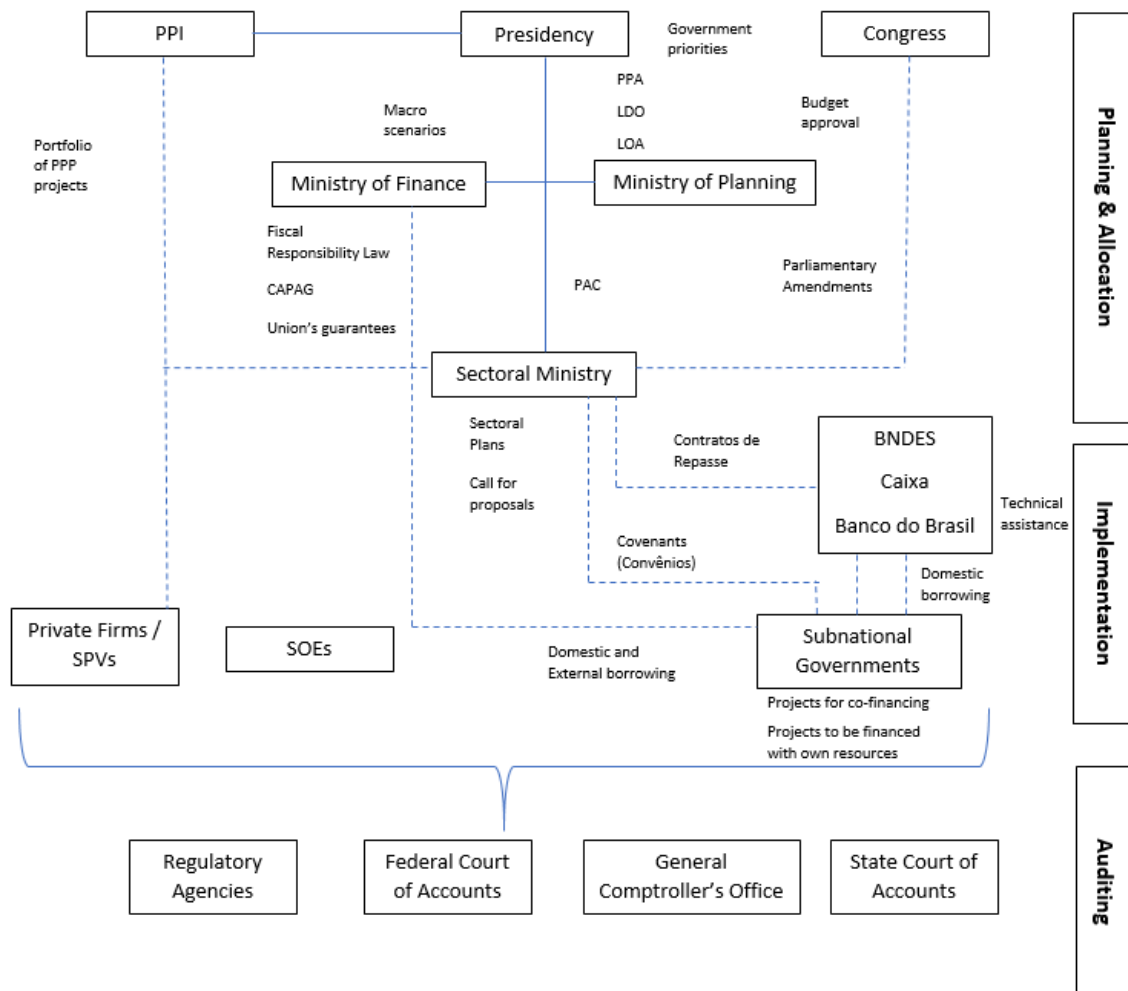 PPI
Presidency
Government
priorities
Congress
PPA
LDO
LOA
Macro
scenarios
Budget
approval
Portfolio
of PPP
projects
Ministry of Finance
Ministry of Planning
Fiscal
Responsibility Law
CAPAG
Union's guarantees
PAC
Parliamentary
Amendments
Planning & Allocation
Sectoral Ministry
Sectoral
Plans
Call for
proposals
Contratos de
Repasse
BNDES
Caixa
Banco do Brasil
Technical
assistance
Covenants
(Convênios)
Domestic
borrowing
Implementation
Private Firms /
SPVs
SOEs
Domestic and
External borrowing
Subnational
Governments
Projects for co-financing
Projects to be financed
with own resources
Regulatory
Agencies
Federal Court
of Accounts
General
Comptroller's Office
State Court of
Accounts
Auditing